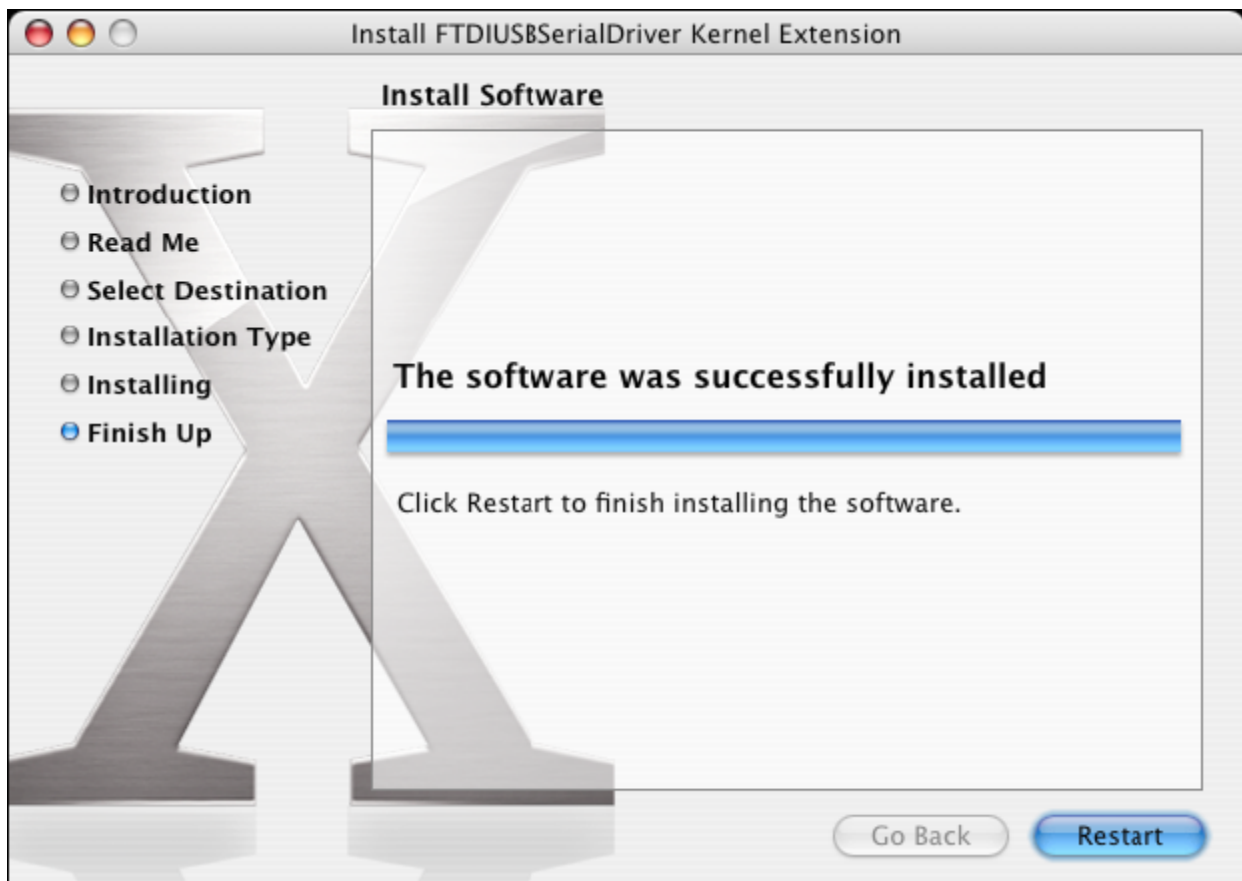 Install FTDIUSBSerialDriver Kernel Extension
Install Software
Introduction
Read Me
Select Destination
Installation Type
Installing
Finish Up
The software was successfully installed
Click Restart to finish installing the software.
Go Back
Restart